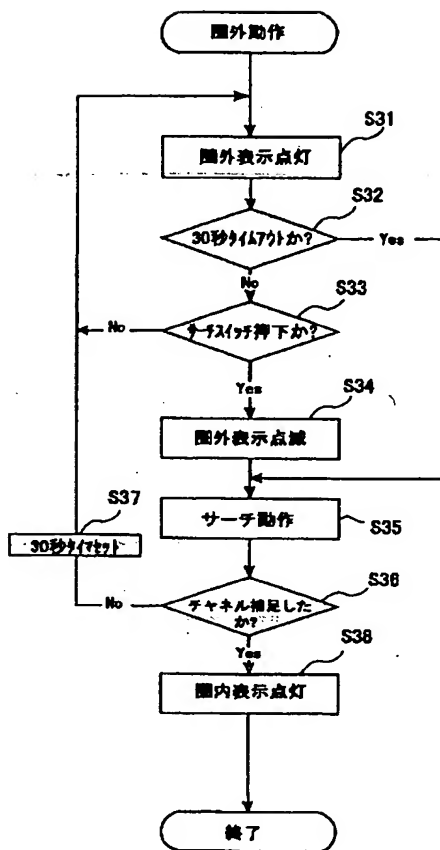 圏外動作
S31
圏外表示点灯
S32
30秒タイムアウトか?
Yes
No
S33
サーチスイッチ押下か?
No
Yes
S34
圏外表示点滅
S37
30秒タイマセット
サーチ動作
S35
S36
チャネル補足した
か?
No
Yes
S38
圏内表示点灯
終了